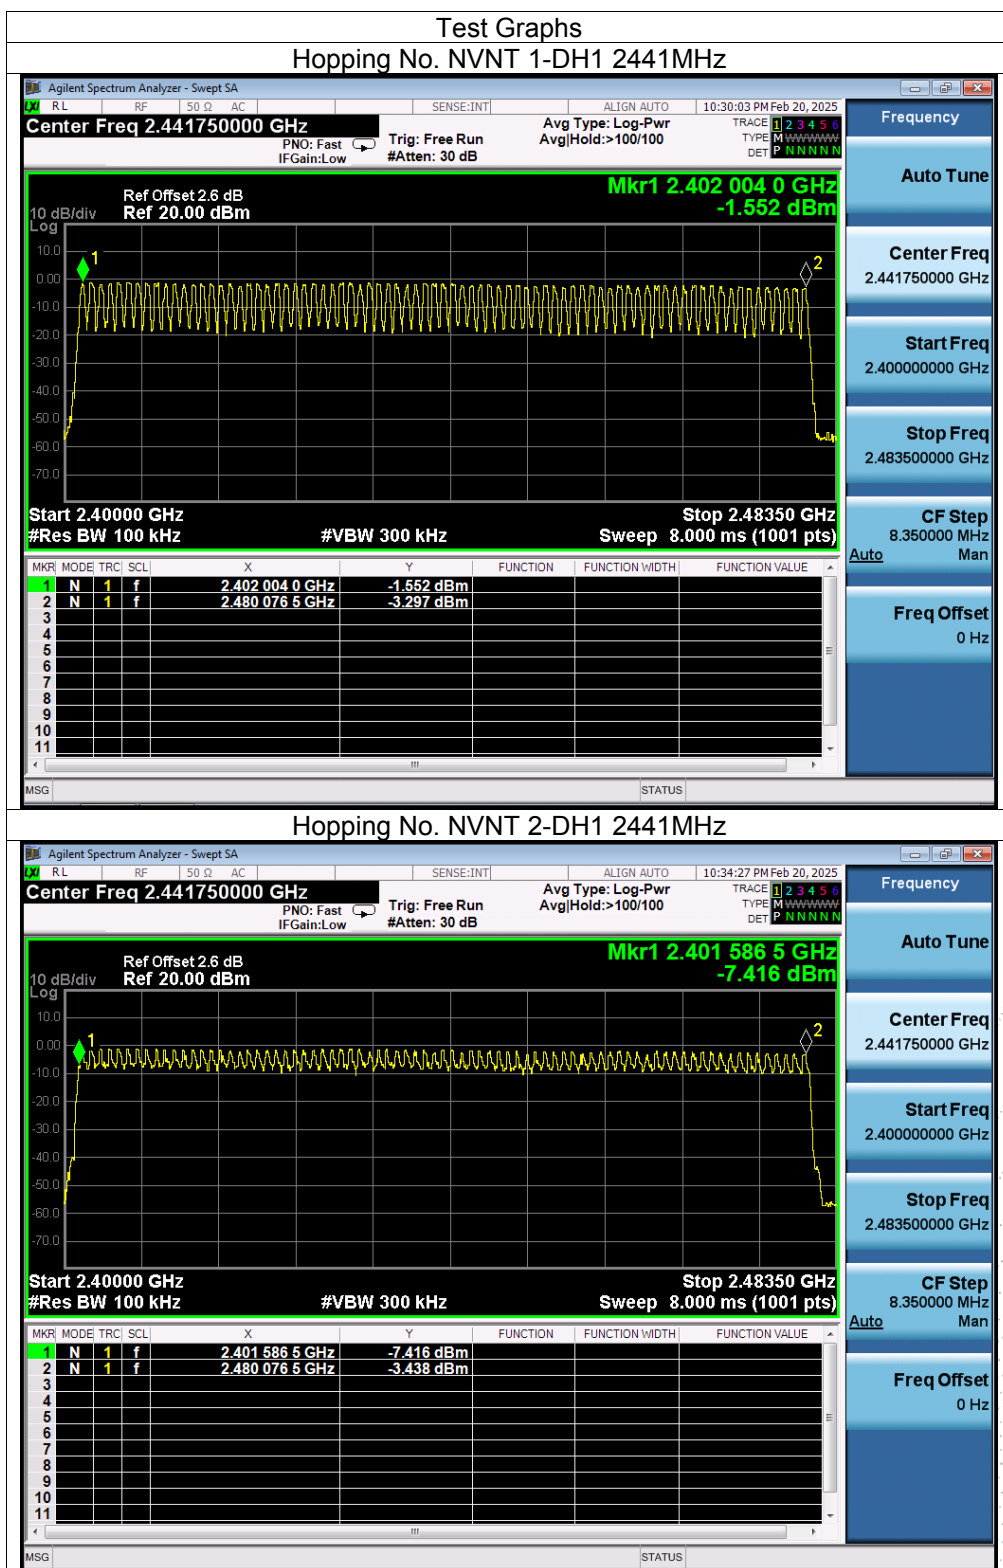 Test Graphs
Hopping No. NVNT 1-DH1 2441MHz
Agilent Spectrum Analyzer - Swept SA
LXI RL RF 50 Ω AC SENSE:INT ALIGN AUTO 10:30:03 PM Feb 20, 2025
Center Freq 2.441750000 GHz
PNO: Fast
IFGain:Low
Trig: Free Run
#Atten: 30 dB
Avg Type: Log-Pwr
Avg|Hold:>100/100
TRACE 1 2 3 4 5 6
TYPE M WWWWW
DET P N N N N N
Frequency
Auto Tune
Center Freq
2.441750000 GHz
Start Freq
2.400000000 GHz
Stop Freq
2.483500000 GHz
CF Step
8.350000 MHz
Auto Man
Freq Offset
0 Hz
Ref Offset 2.6 dB
10 dB/div Ref 20.00 dBm
Log
Mkr1 2.402 004 0 GHz
-1.552 dBm
10.0
0.00
-10.0
-20.0
-30.0
-40.0
-50.0
-60.0
-70.0
1
2
Start 2.40000 GHz Stop 2.48350 GHz
#Res BW 100 kHz #VBW 300 kHz Sweep 8.000 ms (1001 pts)
MKR MODE TRC SCL X Y FUNCTION FUNCTION WIDTH FUNCTION VALUE
1 N 1 f 2.402 004 0 GHz -1.552 dBm
2 N 1 f 2.480 076 5 GHz -3.297 dBm
3
4
5
6
7
8
9
10
11
MSG STATUS
Hopping No. NVNT 2-DH1 2441MHz
Agilent Spectrum Analyzer - Swept SA
LXI RL RF 50 Ω AC SENSE:INT ALIGN AUTO 10:34:27 PM Feb 20, 2025
Center Freq 2.441750000 GHz
PNO: Fast
IFGain:Low
Trig: Free Run
#Atten: 30 dB
Avg Type: Log-Pwr
Avg|Hold:>100/100
TRACE 1 2 3 4 5 6
TYPE M WWWWW
DET P N N N N N
Frequency
Auto Tune
Center Freq
2.441750000 GHz
Start Freq
2.400000000 GHz
Stop Freq
2.483500000 GHz
CF Step
8.350000 MHz
Auto Man
Freq Offset
0 Hz
Ref Offset 2.6 dB
10 dB/div Ref 20.00 dBm
Log
Mkr1 2.401 586 5 GHz
-7.416 dBm
10.0
0.00
-10.0
-20.0
-30.0
-40.0
-50.0
-60.0
-70.0
1
2
Start 2.40000 GHz Stop 2.48350 GHz
#Res BW 100 kHz #VBW 300 kHz Sweep 8.000 ms (1001 pts)
MKR MODE TRC SCL X Y FUNCTION FUNCTION WIDTH FUNCTION VALUE
1 N 1 f 2.401 586 5 GHz -7.416 dBm
2 N 1 f 2.480 076 5 GHz -3.438 dBm
3
4
5
6
7
8
9
10
11
MSG STATUS